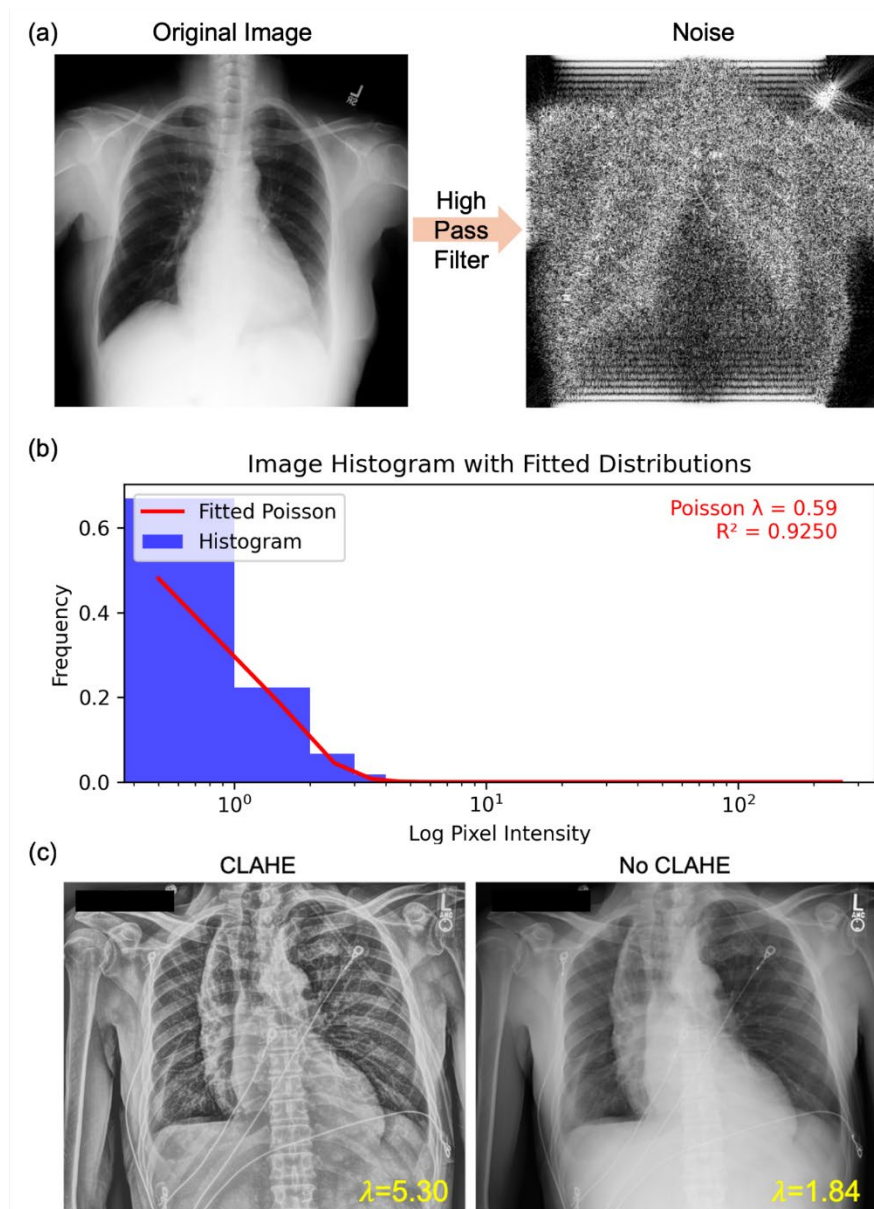 (a)
Original Image
Noise
L
High
Pass
Filter
(b)
Image Histogram with Fitted Distributions
Fitted Poisson
Histogram
Poisson λ = 0.59
R² = 0.9250
Frequency
0.6
0.4
0.2
0.0
10⁰
10¹
10²
Log Pixel Intensity
(c)
CLAHE
No CLAHE
L
AMC
L
AMC
λ=5.30
λ=1.84